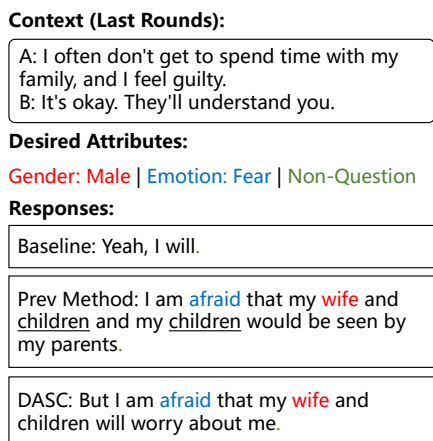 Context (Last Rounds):
A: I often don't get to spend time with my
family, and I feel guilty.
B: It's okay. They'll understand you.
Desired Attributes:
Gender: Male | Emotion: Fear | Non-Question
Responses:
Baseline: Yeah, I will.
Prev Method: I am afraid that my wife and
children and my children would be seen by
my parents.
DASC: But I am afraid that my wife and
children will worry about me.